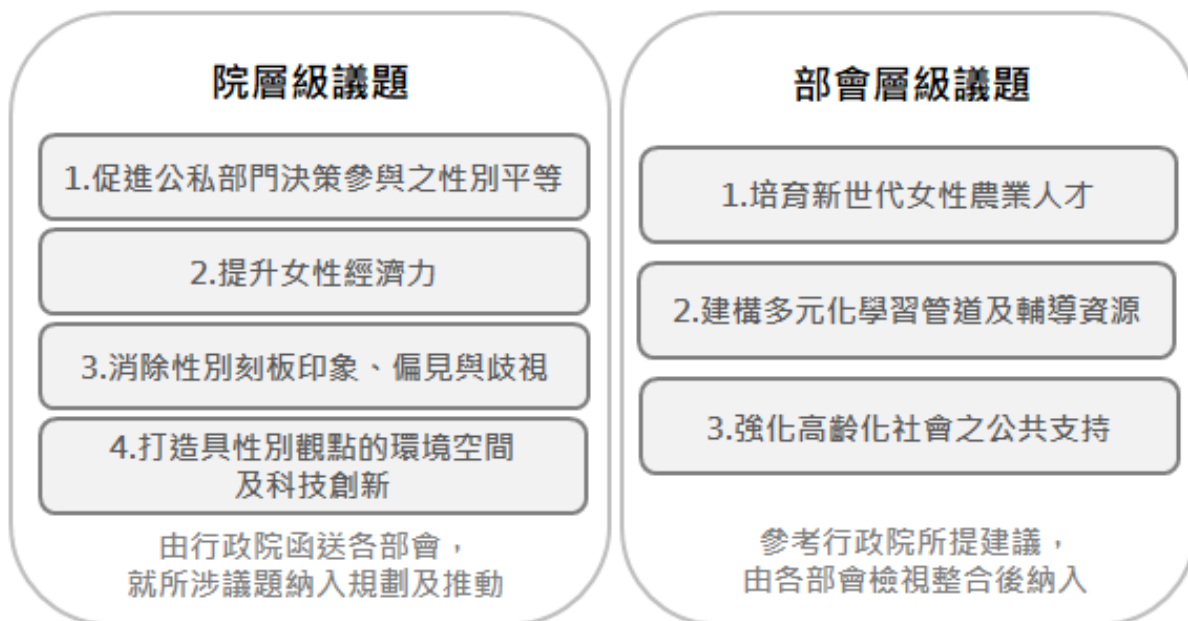 院層級議題
1.促進公私部門決策參與之性別平等
2.提升女性經濟力
3.消除性別刻板印象、偏見與歧視
4.打造具性別觀點的環境空間
及科技創新
由行政院函送各部會，
就所涉議題納入規劃及推動
部會層級議題
1.培育新世代女性農業人才
2.建構多元化學習管道及輔導資源
3.強化高齡化社會之公共支持
參考行政院所提建議，
由各部會檢視整合後納入